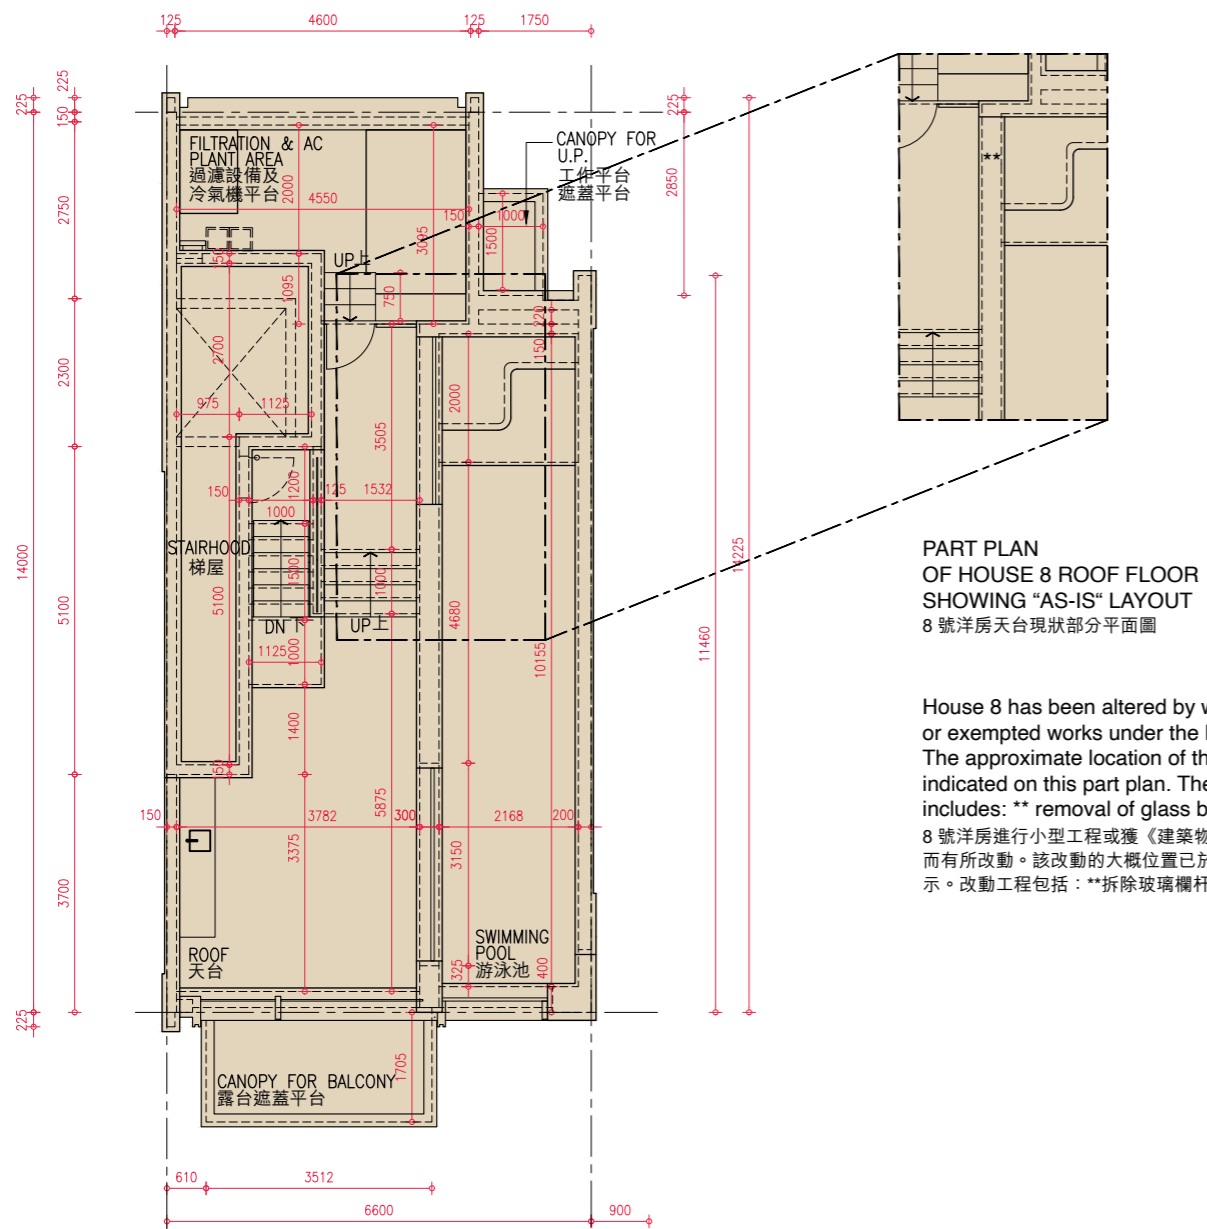 125 4600 125 1750
225
225
150
225
FILTRATION & AC
PLANT AREA
過濾設備及
冷氣機平台
2000
4550
CANOPY FOR
U.P.
工作平台
遮蓋平台
150 1000
1500
3095
2850
2750
**
UP上
150
1095
750
220
150
2700
2300
975 1125
3505
2000
150
1200
125 1532
1000
STAIRHOOD
梯屋
1500
1000
5100
DN下
UP上
4680
1125
1000
10155
14000
5100
11460
14225
1400
150
150 3782 300 2168 200
5875
3375
3150
3700
ROOF
天台
SWIMMING
POOL
游泳池
325
400
225
1705
CANOPY FOR BALCONY
露台遮蓋平台
610 3512
6600 900
PART PLAN
OF HOUSE 8 ROOF FLOOR
SHOWING “AS-IS“ LAYOUT
8 號洋房天台現狀部分平面圖
House 8 has been altered by
or exempted works under the
The approximate location of
indicated on this part plan.
includes: ** removal of glass
8 號洋房進行小型工程或獲《建築物
而有所改動。該改動的大概位置已於
示。改動工程包括：**拆除玻璃欄杆